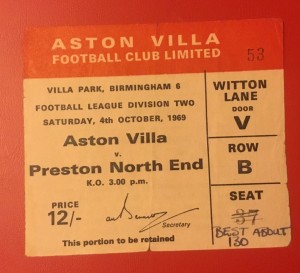 ASTON VILLA
FOOTBALL CLUB LIMITED
53
VILLA PARK, BIRMINGHAM 6
FOOTBALL LEAGUE DIVISION TWO
SATURDAY, 4th OCTOBER, 1969
Aston Villa
v.
Preston North End
K.O. 3.00 p.m.
PRICE
12/-
Secretary
This portion to be retained
WITTON
LANE
DOOR
V
ROW
B
SEAT
37
BEST ABOUT
130